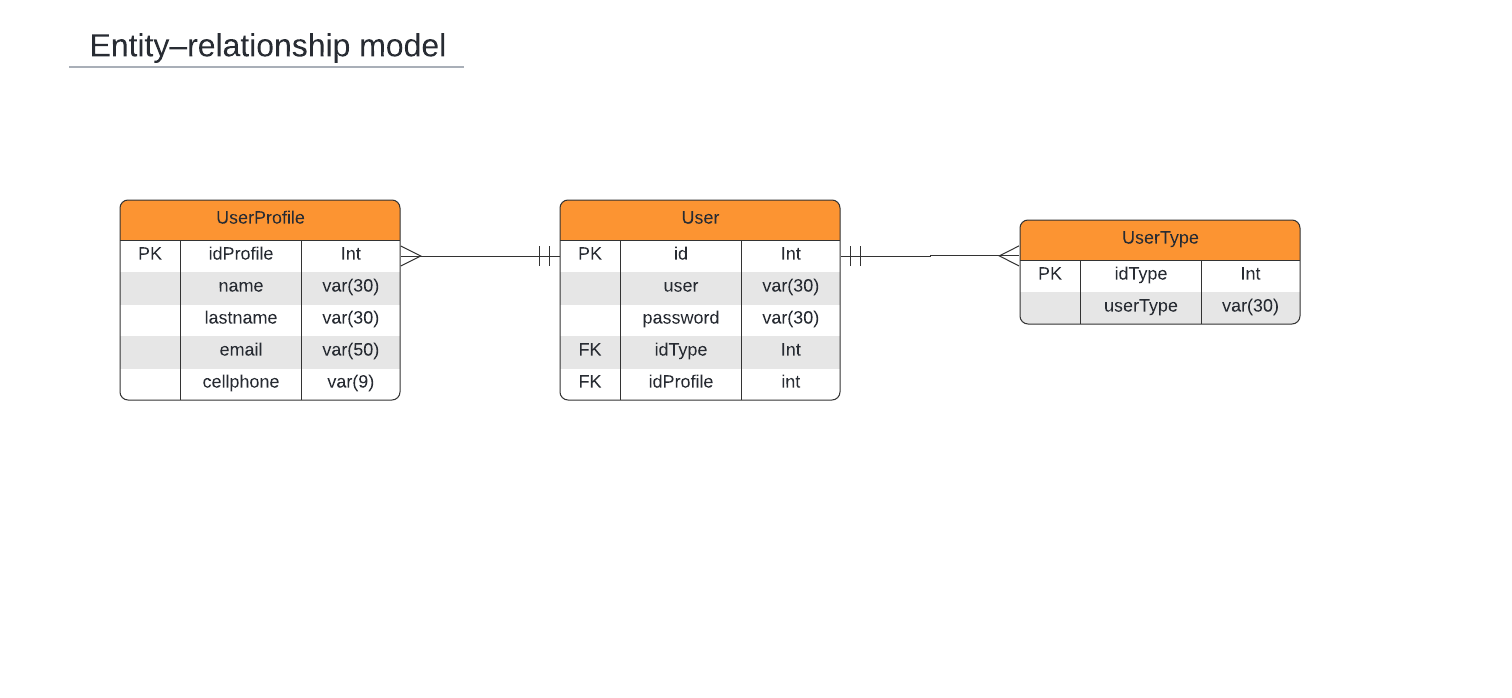 Entity–relationship model
UserProfile
PK idProfile Int
name var(30)
lastname var(30)
email var(50)
cellphone var(9)
User
PK id Int
user var(30)
password var(30)
FK idType Int
FK idProfile int
UserType
PK idType Int
userType var(30)